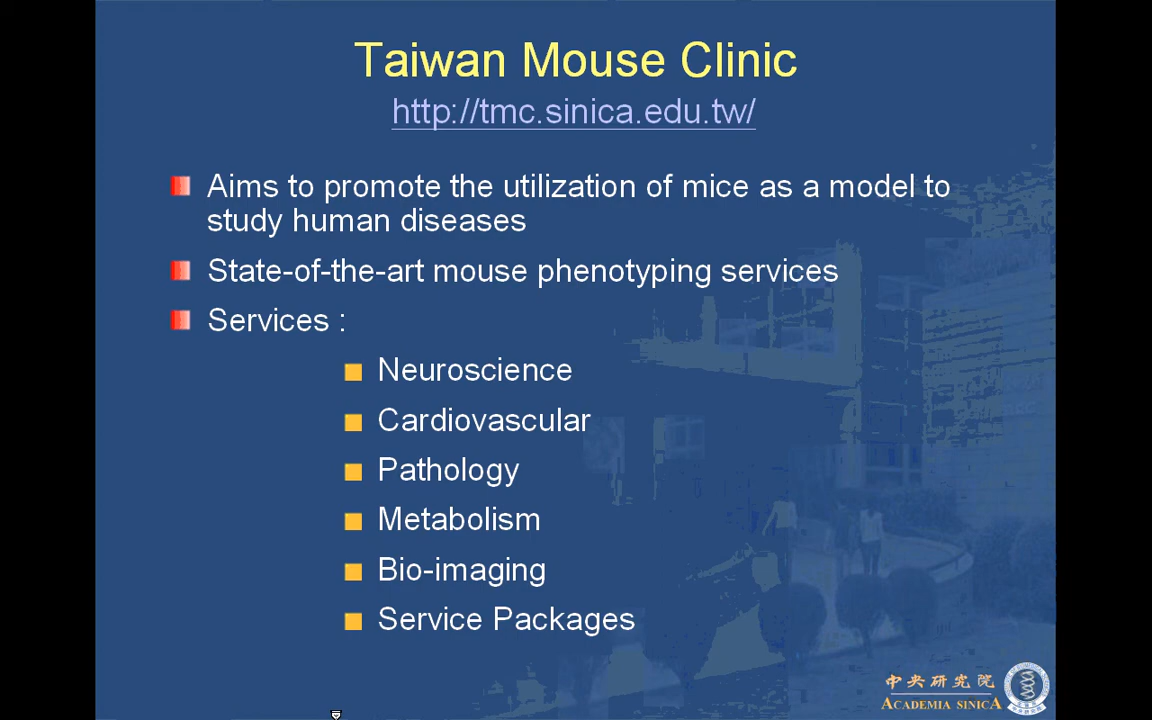 Taiwan Mouse Clinic
http://tmc.sinica.edu.tw/
Aims to promote the utilization of mice as a model to
study human diseases
State-of-the-art mouse phenotyping services
Services :
Neuroscience
Cardiovascular
Pathology
Metabolism
Bio-imaging
Service Packages
中央研究院
ACADEMIA SINICA